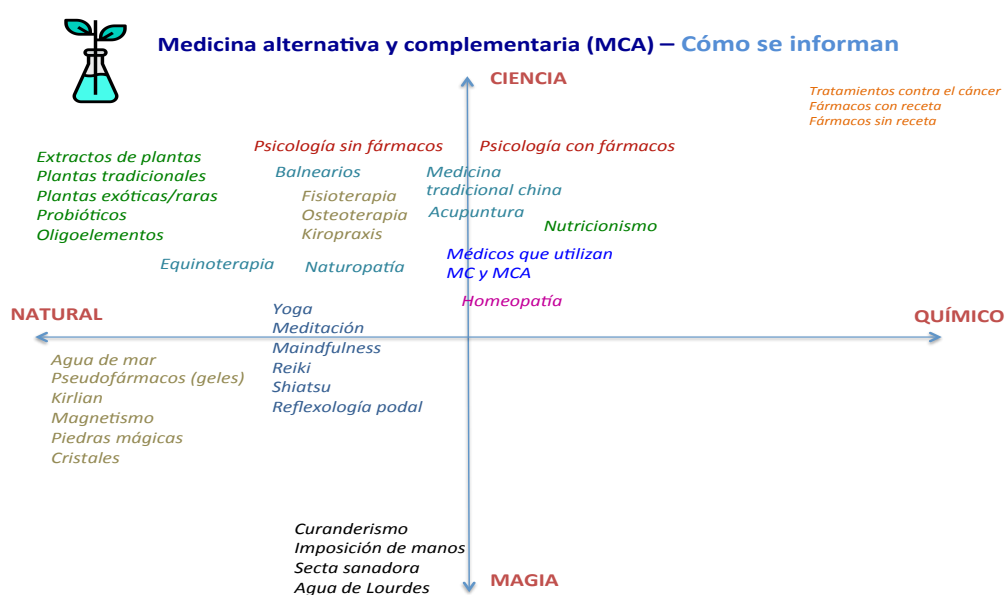 Medicina alternativa y complementaria (MCA) – Cómo se informan
CIENCIA
Tratamientos contra el cáncer
Fármacos con receta
Fármacos sin receta
Psicología sin fármacos
Psicología con fármacos
Extractos de plantas
Plantas tradicionales
Plantas exóticas/raras
Probióticos
Oligoelementos
Balnearios
Medicina
tradicional china
Acupuntura
Fisioterapia
Osteoterapia
Kiropraxis
Nutricionismo
Equinoterapia
Naturopatía
Médicos que utilizan
MC y MCA
Homeopatía
NATURAL
QUÍMICO
Yoga
Meditación
Maindfulness
Reiki
Shiatsu
Reflexología podal
Agua de mar
Pseudofármacos (geles)
Kirlian
Magnetismo
Piedras mágicas
Cristales
Curanderismo
Imposición de manos
Secta sanadora
Agua de Lourdes
MAGIA